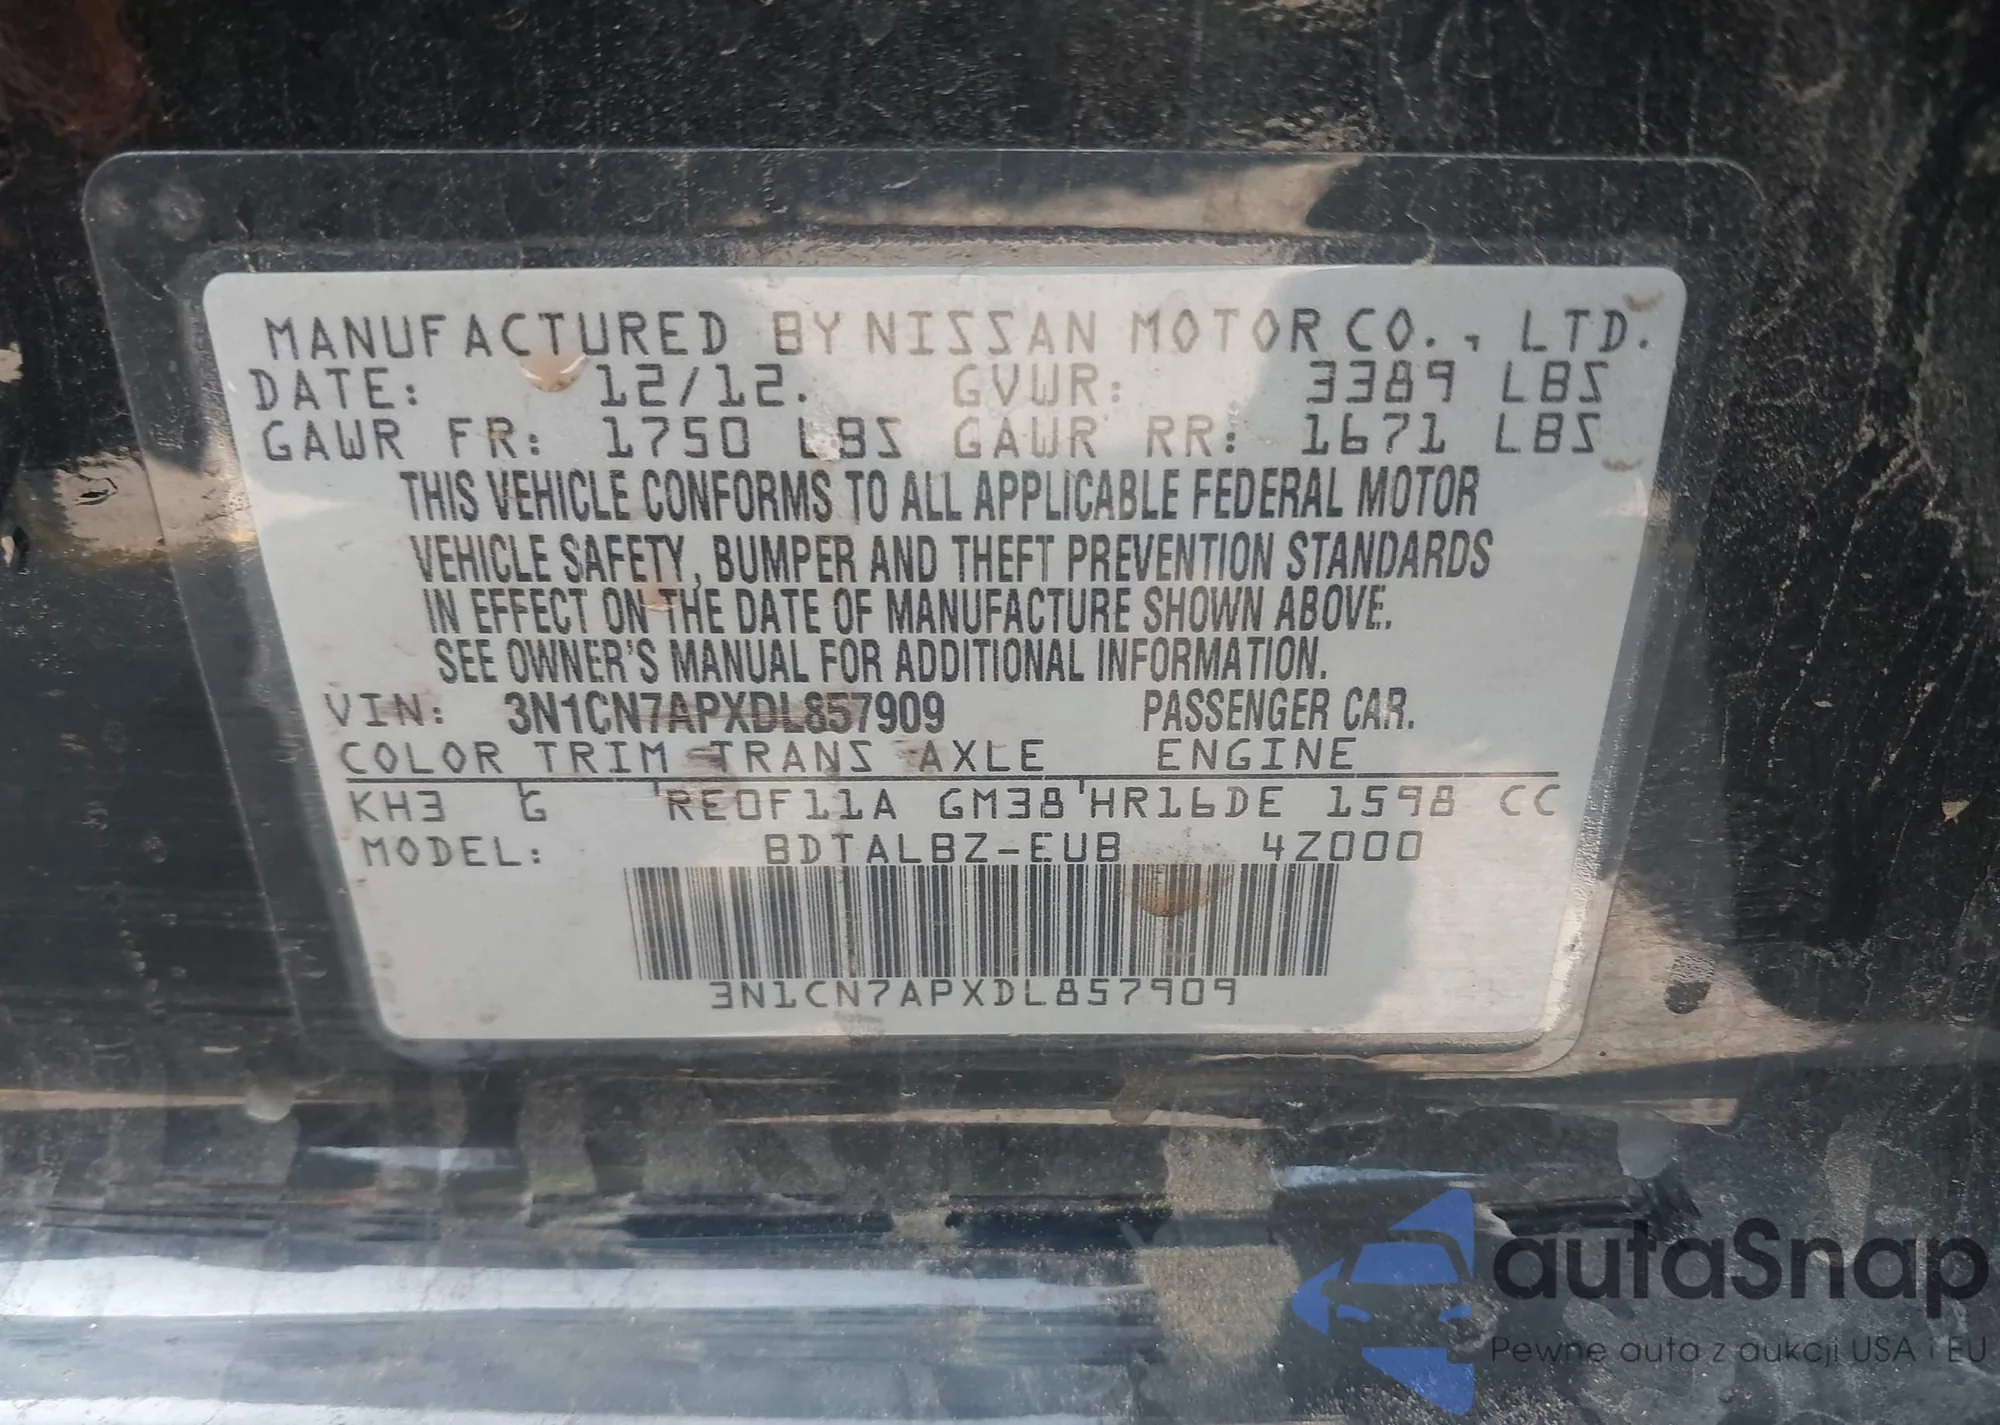 MANUFACTURED BY NISSAN MOTOR CO., LTD.
DATE: 12/12. GVWR: 3389 LBS
GAWR FR: 1750 LBS GAWR RR: 1671 LBS
THIS VEHICLE CONFORMS TO ALL APPLICABLE FEDERAL MOTOR
VEHICLE SAFETY, BUMPER AND THEFT PREVENTION STANDARDS
IN EFFECT ON THE DATE OF MANUFACTURE SHOWN ABOVE.
SEE OWNER'S MANUAL FOR ADDITIONAL INFORMATION.
VIN: 3N1CN7APXDL857909 PASSENGER CAR.
COLOR TRIM TRANS AXLE ENGINE
KH3 G RE0F11A GM38 HR16DE 1598 CC
MODEL: BDTALBZ-EUB 4Z000
3N1CN7APXDL857909
autaSnap
Pewne auta z aukcji USA i EU